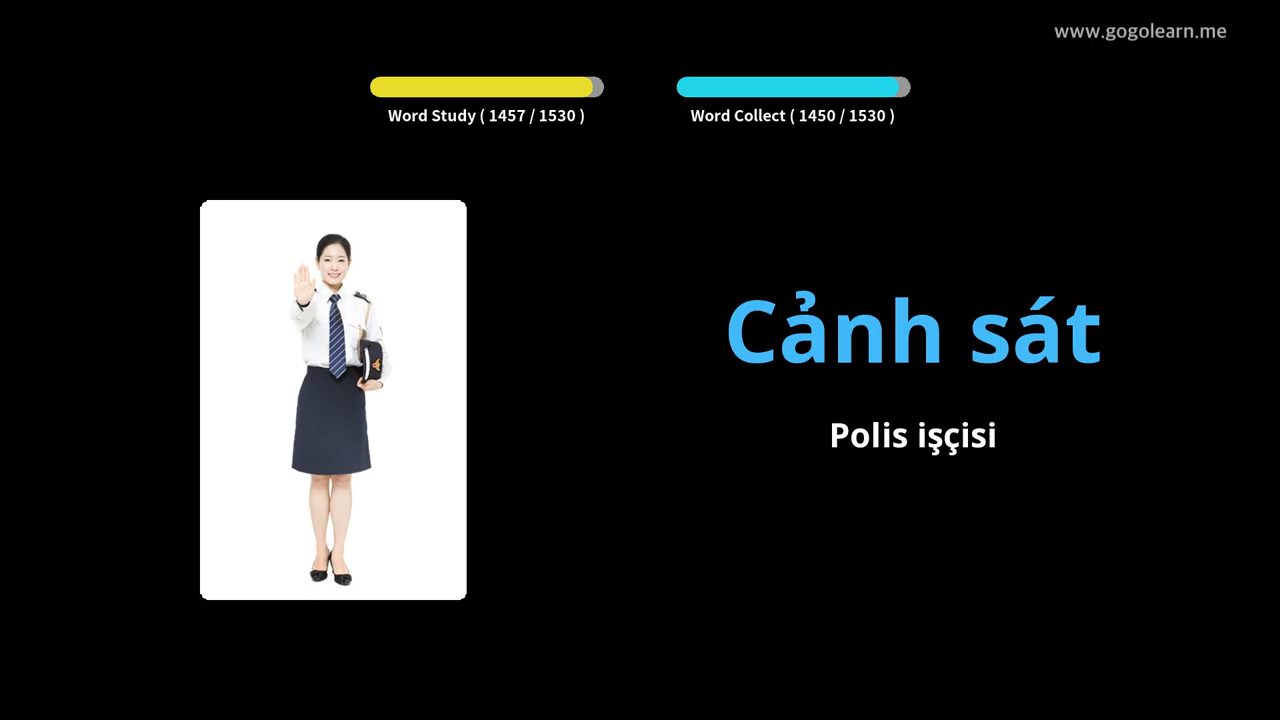 www.gogolearn.me
Word Study ( 1457 / 1530 )
Word Collect ( 1450 / 1530 )
Cảnh sát
Polis işçisi